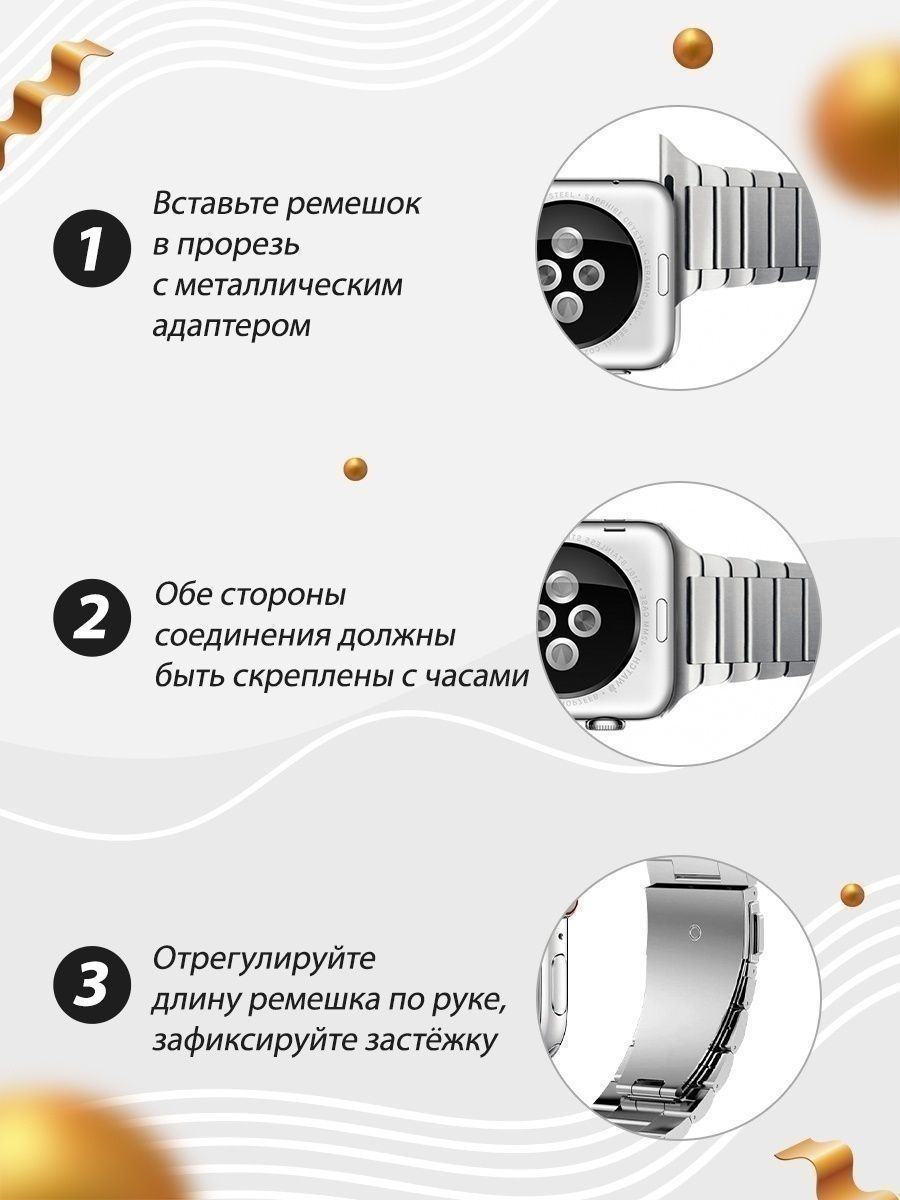 1
Вставьте ремешок
в прорезь
с металлическим
адаптером
2
Обе стороны
соединения должны
быть скреплены с часами
3
Отрегулируйте
длину ремешка по руке,
зафиксируйте застёжку